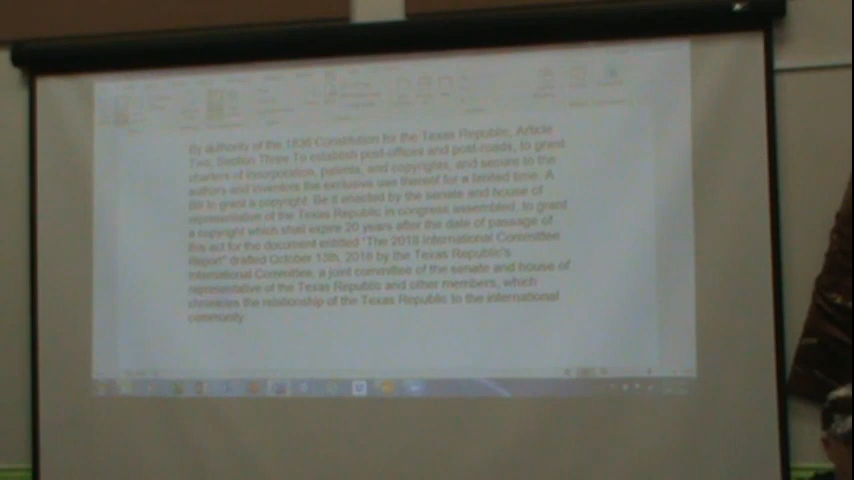 By authority of the 1836 Constitution for the Texas Republic, Article
Two, Section Three To establish post-offices and post-roads, to grant
charters of incorporation, patents, and copyrights, and secure to the
authors and inventors the exclusive use thereof for a limited time. A
Bill to grant a copyright. Be it enacted by the senate and house of
representative of the Texas Republic in congress assembled, to grant
a copyright which shall expire 20 years after the date of passage of
this act for the document entitled "The 2018 International Committee
Report" drafted October 13th, 2018 by the Texas Republic's
International Committee, a joint committee of the senate and house of
representative of the Texas Republic and other members, which
chronicles the relationship of the Texas Republic to the international
community